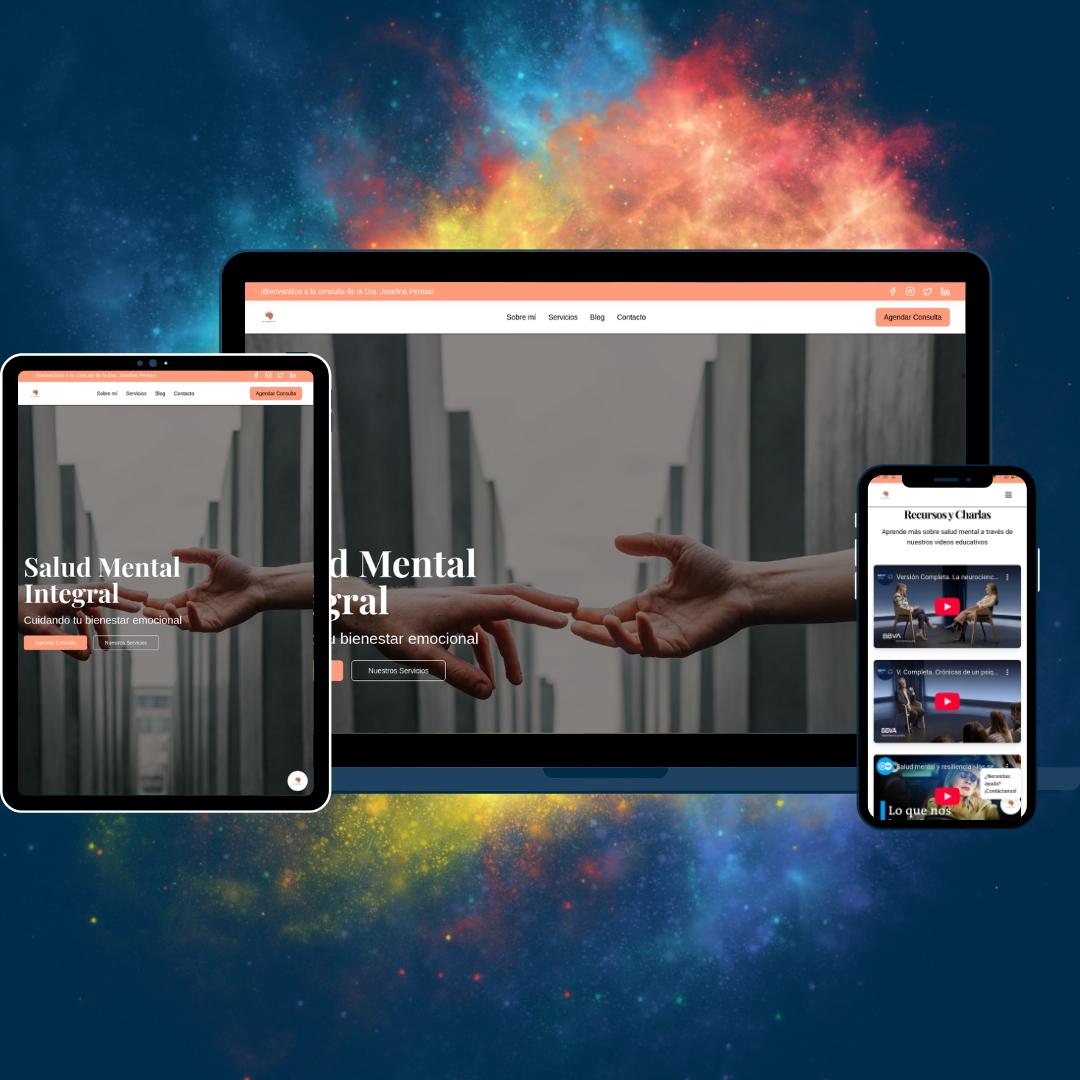 ¡Bienvenidos a la consulta de la Dra. Josefina Pernas!
Sobre mí Servicios Blog Contacto
Agendar Consulta
d Mental
gral
u bienestar emocional
Nuestros Servicios
¡Bienvenidos a la consulta de la Dra. Josefina Pernas!
Sobre mí Servicios Blog Contacto
Agendar Consulta
Salud Mental
Integral
Cuidando tu bienestar emocional
Agendar Consulta Nuestros Servicios
Recursos y Charlas
Aprende más sobre salud mental a través de
nuestros videos educativos
Versión Completa. La neurocienc...
BBVA
V. Completa. Crónicas de un psiq...
BBVA
Salud mental y resiliencia
¿Necesitas
ayuda?
¡Contáctanos!
Lo que nos